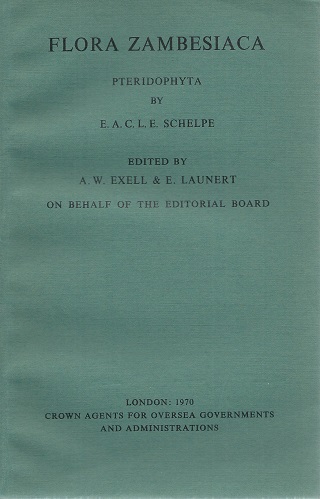 FLORA ZAMBESIACA
PTERIDOPHYTA
BY
E. A. C. L. E. SCHELPE
EDITED BY
A. W. EXELL & E. LAUNERT
ON BEHALF OF THE EDITORIAL BOARD
LONDON: 1970
CROWN AGENTS FOR OVERSEA GOVERNMENTS
AND ADMINISTRATIONS